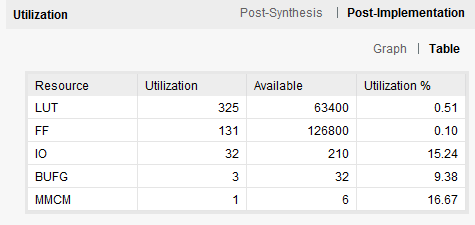 Utilization Post-Synthesis | Post-Implementation
Graph | Table
Resource Utilization Available Utilization %
LUT 325 63400 0.51
FF 131 126800 0.10
IO 32 210 15.24
BUFG 3 32 9.38
MMCM 1 6 16.67